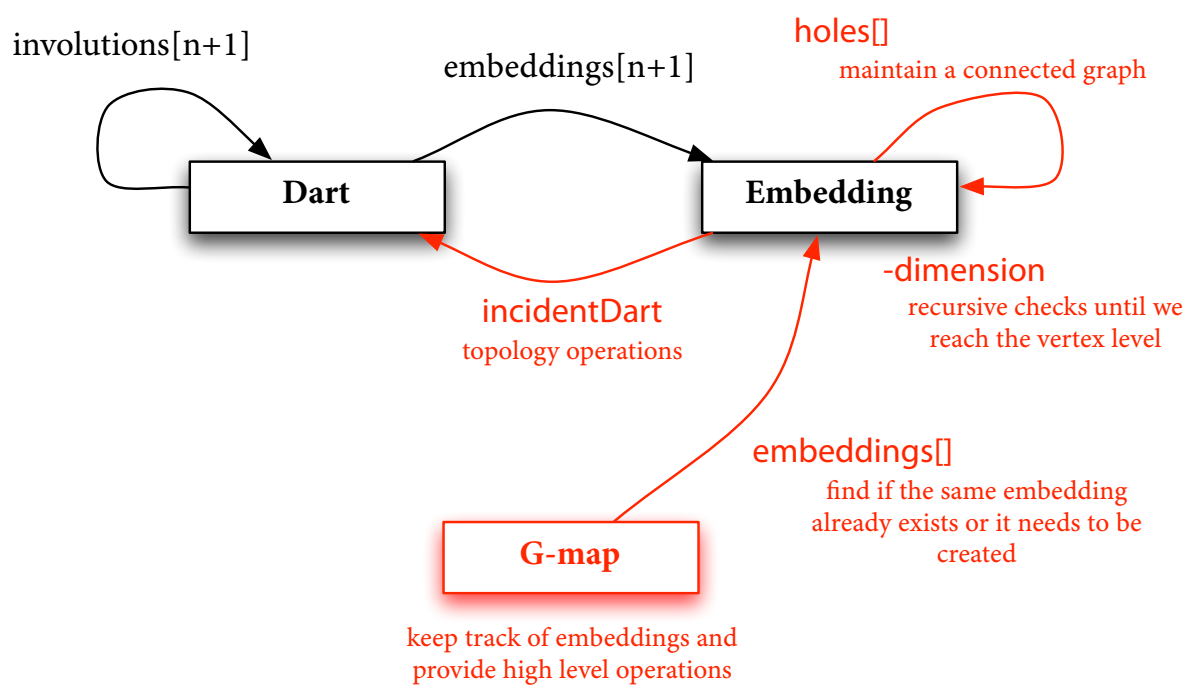 holes[]
involutions[n+1]
embeddings[n+1]
maintain a connected graph
Dart
Embedding
-dimension
recursive checks until we
reach the vertex level
incidentDart
topology operations
embeddings[]
find if the same embedding
already exists or it needs to be
created
G-map
keep track of embeddings and
provide high level operations